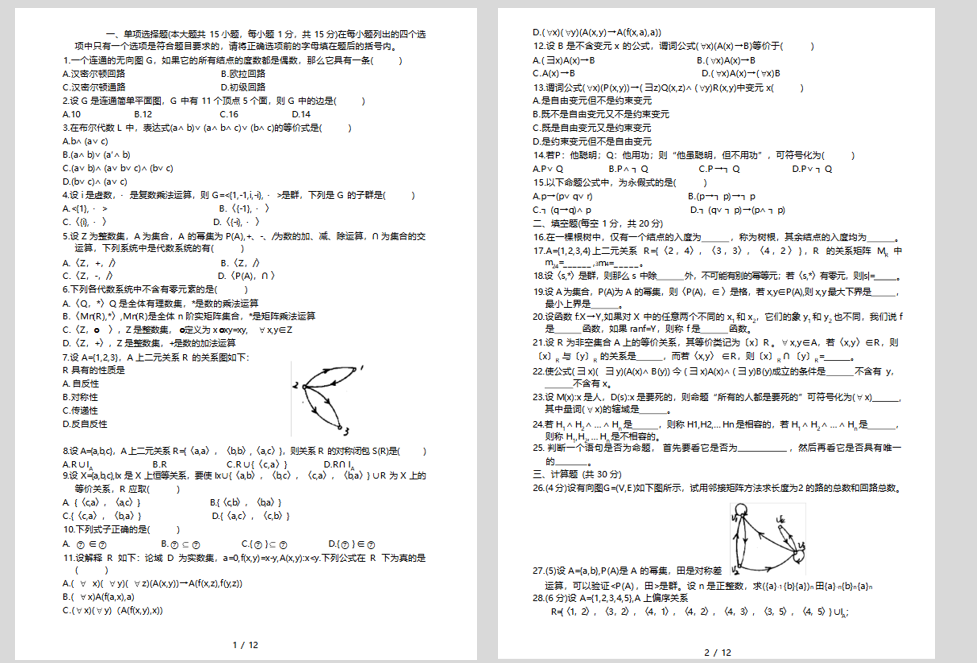 一、单项选择题(本大题共 15 小题，每小题 1 分，共 15 分)在每小题列出的四个选
项中只有一个选项是符合题目要求的，请将正确选项前的字母填在题后的括号内。
1.一个连通的无向图 G，如果它的所有结点的度数都是偶数，那么它具有一条( )
A.汉密尔顿回路 B.欧拉回路
C.汉密尔顿通路 D.初级回路
2.设 G 是连通简单平面图，G 中有 11 个顶点 5 个面，则 G 中的边是( )
A.10 B.12 C.16 D.14
3.在布尔代数 L 中，表达式(a∧ b)∨ (a∧ b∧ c)∨ (b∧ c)的等价式是( )
A.b∧ (a∨ c)
B.(a∧ b)∨ (a'∧ b)
C.(a∨ b)∧ (a∨ b∨ c)∧ (b∨ c)
D.(b∨ c)∧ (a∨ c)
4.设 i 是虚数，· 是复数乘法运算，则 G=<{1,-1,i,-i}, · >是群，下列是 G 的子群是( )
A.<{1}, · > B.〈{-1}, · 〉
C.〈{i}, · 〉 D.〈{-i}, · 〉
5.设 Z 为整数集，A 为集合，A 的幂集为 P(A),+、-、/为数的加、减、除运算，∩ 为集合的交
运算，下列系统中是代数系统的有( )
A.〈Z, +, /〉 B.〈Z, /〉
C.〈Z, -, /〉 D.〈P(A), ∩ 〉
6.下列各代数系统中不含有零元素的是( )
A.〈Q, *〉Q 是全体有理数集，*是数的乘法运算
B.〈Mn(R),*〉,Mn(R)是全体 n 阶实矩阵集合，*是矩阵乘法运算
C.〈Z, o 〉, Z 是整数集， o定义为 x oxy=xy, ∀ x,y∈Z
D.〈Z, +〉, Z 是整数集，+是数的加法运算
7.设 A={1,2,3}，A 上二元关系 R 的关系图如下：
R 具有的性质是
A.自反性
B.对称性
C.传递性
D.反自反性
1
2
3
8.设 A={a,b,c}，A 上二元关系 R={〈a,a〉, 〈b,b〉,〈a,c〉}，则关系 R 的对称闭包 S(R)是( )
A.R∪IA B.R C.R∪{〈c,a〉} D.R∩IA
9.设 X={a,b,c},Ix 是 X 上恒等关系，要使 Ix∪{〈a,b〉, 〈b,c〉, 〈c,a〉, 〈b,a〉}∪R 为 X 上的
等价关系，R 应取( )
A. {〈c,a〉, 〈a,c〉} B.{〈c,b〉, 〈b,a〉}
C.{〈c,a〉, 〈b,a〉} D.{〈a,c〉, 〈c,b〉}
10.下列式子正确的是( )
A. ∈ B. ⊂ C.{ }⊂ D.{ }∈
11.设解释 R 如下：论域 D 为实数集，a=0,f(x,y)=x-y,A(x,y):x<y.下列公式在 R 下为真的是
( )
A.( ∀ x)( ∀ y)( ∀ z)(A(x,y))→A(f(x,z),f(y,z))
B.( ∀ x)A(f(a,x),a)
C.(∀ x)(∀ y)〈A(f(x,y),x))
1 / 12
D.( ∀x)( ∀y)(A(x,y)→A(f(x,a),a))
12.设 B 是不含变元 x 的公式，谓词公式( ∀x)(A(x)→B)等价于( )
A.( ∃x)A(x)→B B.( ∀x)A(x)→B
C.A(x)→B D.( ∀x)A(x)→( ∀x)B
13.谓词公式( ∀x)(P(x,y))→( ∃z)Q(x,z)∧ ( ∀y)R(x,y)中变元 x( )
A.是自由变元但不是约束变元
B.既不是自由变元又不是约束变元
C.既是自由变元又是约束变元
D.是约束变元但不是自由变元
14.若P：他聪明；Q：他用功；则“他虽聪明，但不用功”，可符号化为( )
A.P∨ Q B.P∧ ┐ Q C.P→┐ Q D.P∨ ┐ Q
15.以下命题公式中，为永假式的是( )
A.p→(p∨ q∨ r) B.(p→┐ p)→┐ p
C.┐ (q→q)∧ p D.┐ (q∨ ┐ p)→(p∧ ┐ p)
二、填空题(每空 1 分，共 20 分)
16.在一棵根树中，仅有一个结点的入度为______，称为树根，其余结点的入度均为______。
17.A={1,2,3,4}上二元关系 R={〈2, 4〉, 〈3, 3〉, 〈4, 2〉}, R 的关系矩阵 MR 中
m24=______,₃m₄=______。
18.设〈s,*〉是群，则那么 s 中除______外，不可能有别的幂等元；若〈s,*〉有零元，则|s|=______。
19.设 A 为集合，P(A)为 A 的幂集，则〈P(A), ∈〉是格，若 x,y∈P(A),则 x,y 最大下界是______，
最小上界是______。
20.设函数 f:X→Y,如果对 X 中的任意两个不同的 x1 和 x2，它们的象 y1 和 y2 也不同，我们说 f
是______函数，如果 ranf=Y，则称 f 是______函数。
21.设 R 为非空集合 A 上的等价关系，其等价类记为〔x〕R。∀ x,y∈A，若〈x,y〉∈R，则
〔x〕R 与〔y〕R 的关系是______，而若〈x,y〉 ∈R，则〔x〕R∩〔y〕R=______。
22.使公式( ∃ x)( ∃ y)(A(x)∧ B(y)) 今 ( ∃ x)A(x)∧ ( ∃ y)B(y)成立的条件是______不含有 y，
______不含有 x。
23.设 M(x):x 是人，D(s):x 是要死的，则命题“所有的人都是要死的”可符号化为( ∀ x)______，
其中量词( ∀ x)的辖域是______。
24.若 H1∧ H2∧ …∧ Hn 是______，则称 H1,H2,…Hn 是相容的，若 H1∧ H2∧ …∧ Hn 是______，
则称 H1,H2,…Hn 是不相容的。
25. 判断一个语句是否为命题，首先要看它是否为____________，然后再看它是否具有唯一
的______。
三、计算题 (共 30 分)
26.(4分)设有向图G=(V,E)如下图所示，试用邻接矩阵方法求长度为2 的路的总数和回路总数。
27.(5)设 A={a,b},P(A)是 A 的幂集，田是对称差
运算，可以验证<P(A), 田>是群。设 n 是正整数，求({a}⁻¹{b}{a})ⁿ田{a}⁻ⁿ{b}ⁿ{a}ⁿ
28.(6 分)设 A={1,2,3,4,5},A 上偏序关系
R={〈1, 2〉, 〈3, 2〉, 〈4, 1〉, 〈4, 2〉, 〈4, 3〉, 〈3, 5〉, 〈4, 5〉}∪IA;
2 / 12